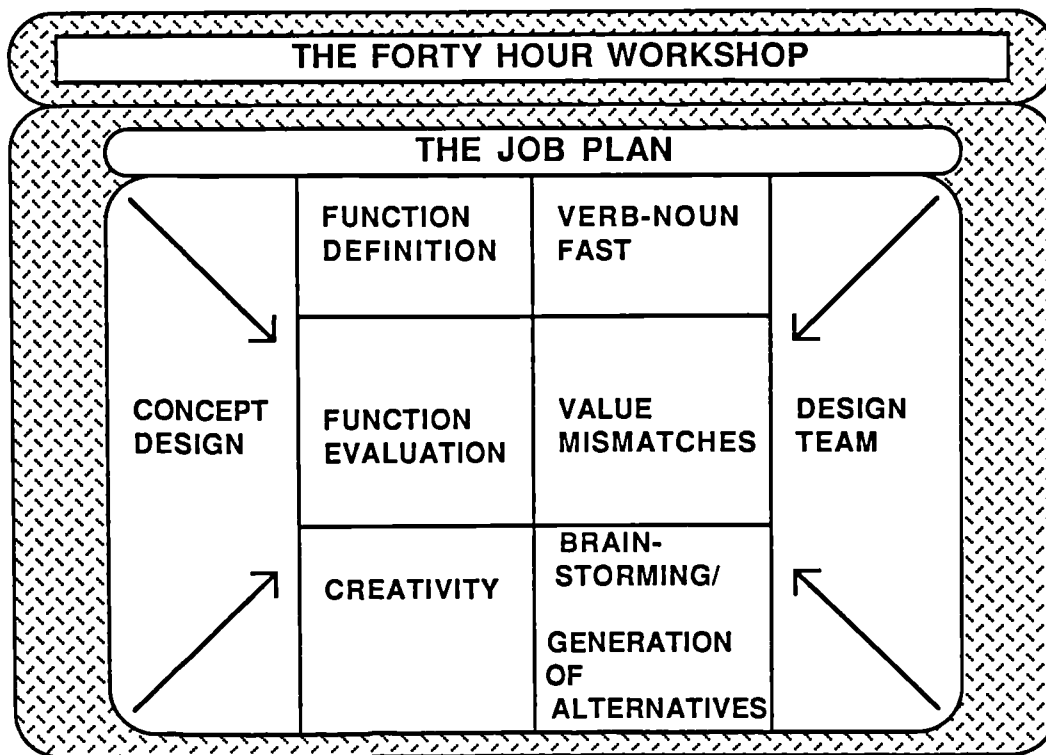 THE FORTY HOUR WORKSHOP
THE JOB PLAN
FUNCTION
DEFINITION
VERB-NOUN
FAST
CONCEPT
DESIGN
FUNCTION
EVALUATION
VALUE
MISMATCHES
DESIGN
TEAM
CREATIVITY
BRAIN-
STORMING/
GENERATION
OF
ALTERNATIVES